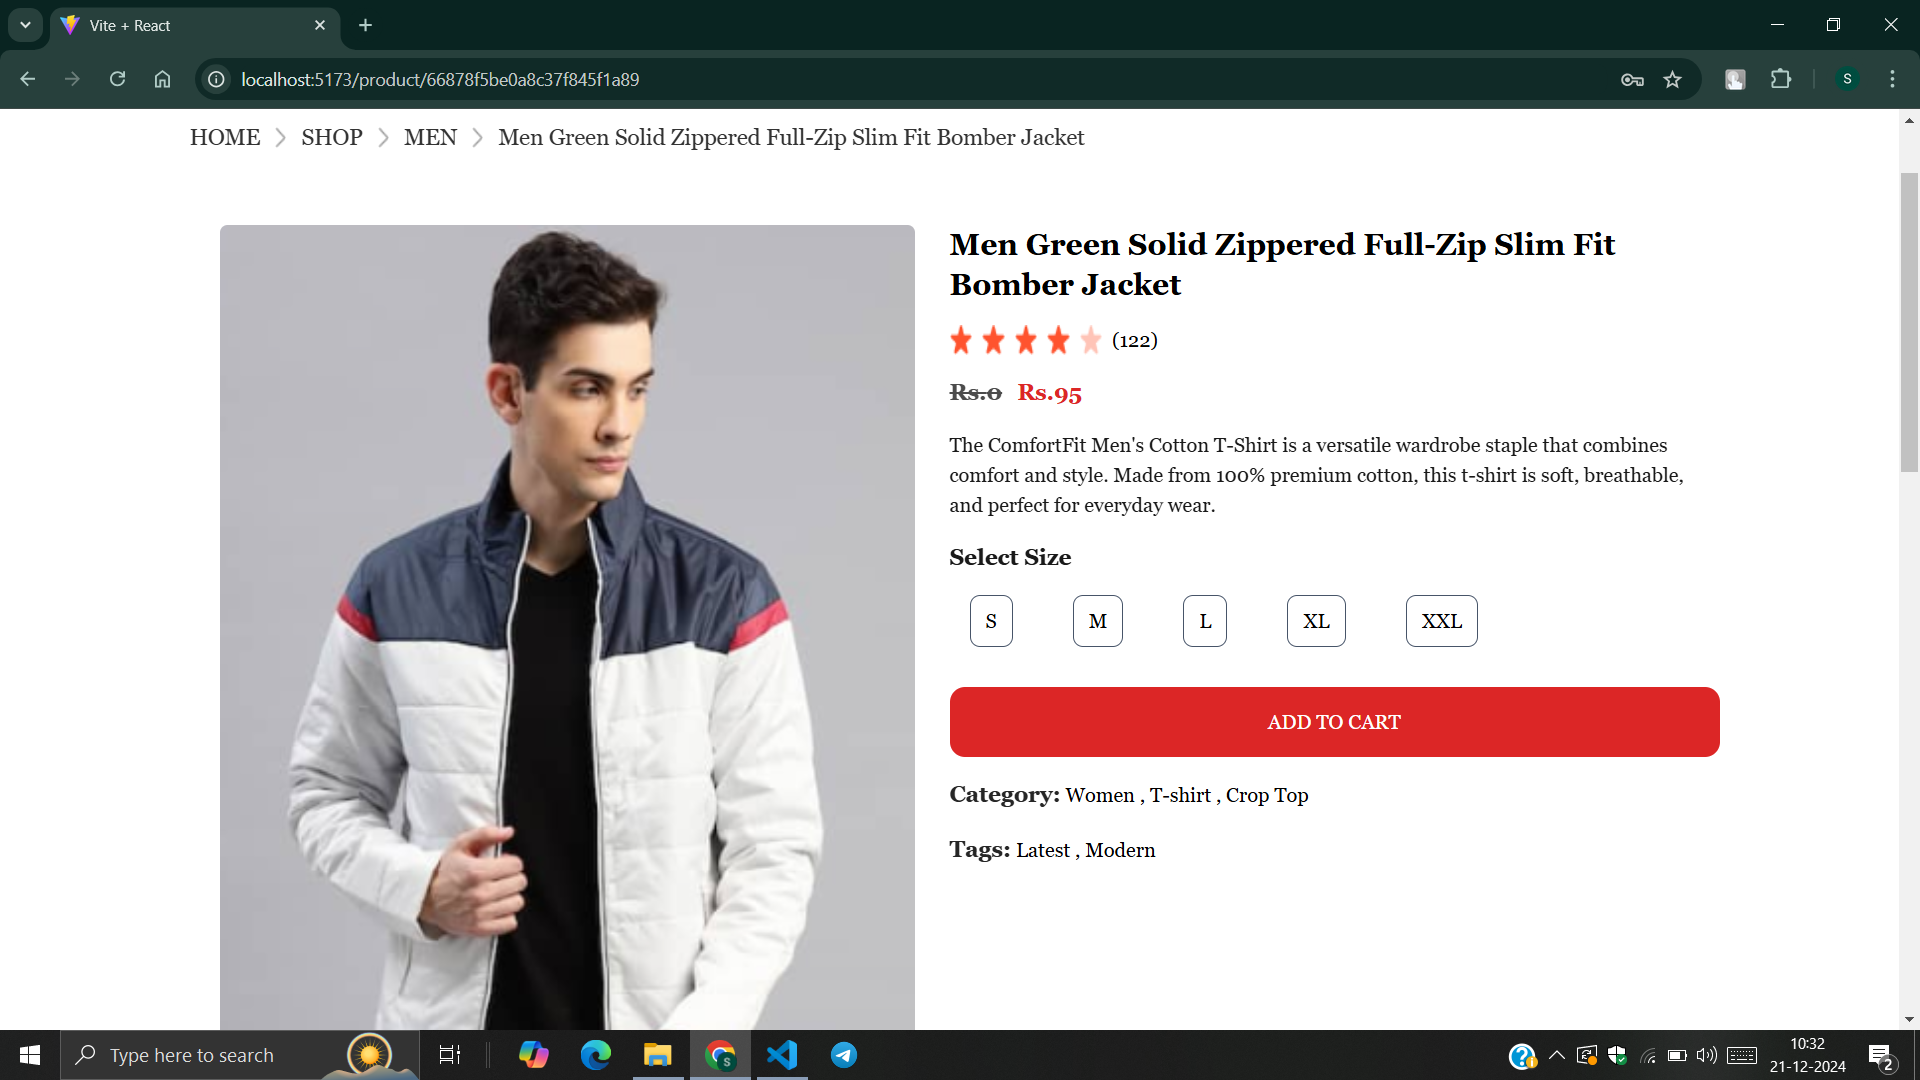 Vite + React
localhost:5173/product/66878f5be0a8c37f845f1a89
S
HOME SHOP MEN Men Green Solid Zippered Full-Zip Slim Fit Bomber Jacket
Men Green Solid Zippered Full-Zip Slim Fit
Bomber Jacket
(122)
Rs.0 Rs.95
The ComfortFit Men's Cotton T-Shirt is a versatile wardrobe staple that combines
comfort and style. Made from 100% premium cotton, this t-shirt is soft, breathable,
and perfect for everyday wear.
Select Size
S M L XL XXL
ADD TO CART
Category: Women , T-shirt , Crop Top
Tags: Latest , Modern
Type here to search
S
10:32
21-12-2024
2